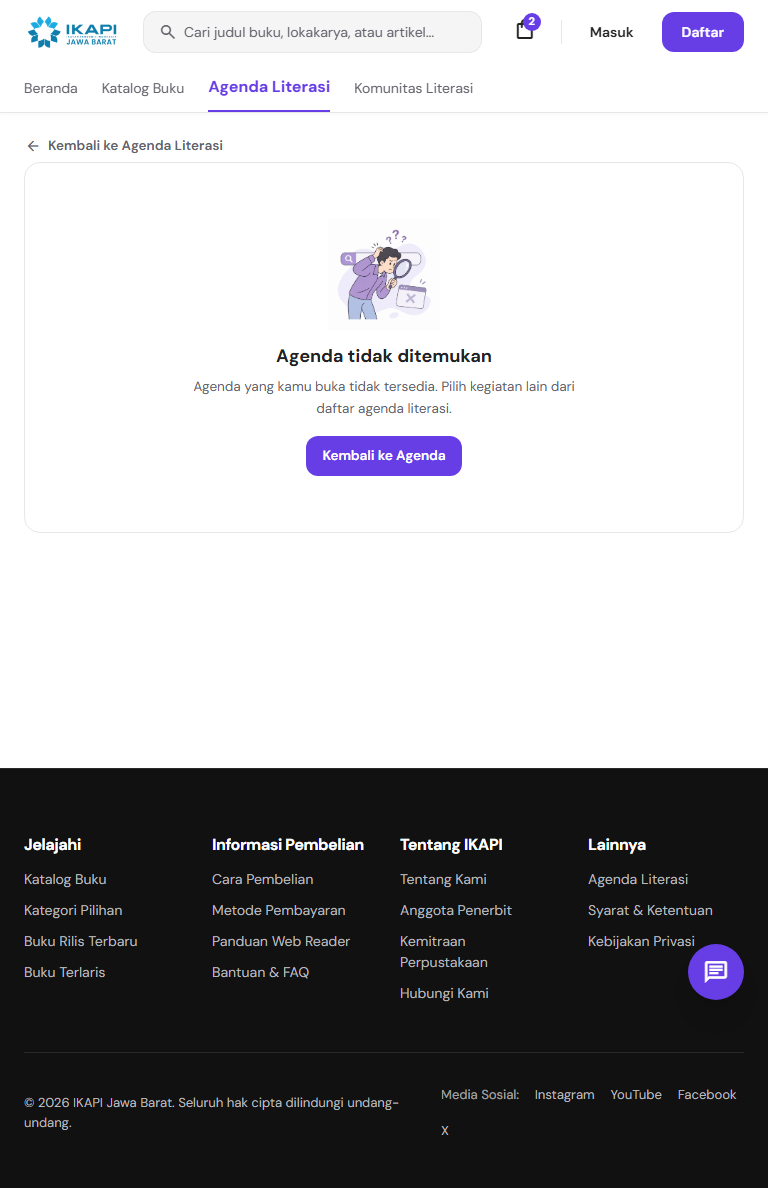 IKAPI
JAWA BARAT
Cari judul buku, lokakarya, atau artikel...
2
Masuk
Daftar
Beranda
Katalog Buku
Agenda Literasi
Komunitas Literasi
Kembali ke Agenda Literasi
Agenda tidak ditemukan
Agenda yang kamu buka tidak tersedia. Pilih kegiatan lain dari
daftar agenda literasi.
Kembali ke Agenda
Jelajahi
Katalog Buku
Kategori Pilihan
Buku Rilis Terbaru
Buku Terlaris
Informasi Pembelian
Cara Pembelian
Metode Pembayaran
Panduan Web Reader
Bantuan & FAQ
Tentang IKAPI
Tentang Kami
Anggota Penerbit
Kemitraan
Perpustakaan
Hubungi Kami
Lainnya
Agenda Literasi
Syarat & Ketentuan
Kebijakan Privasi
© 2026 IKAPI Jawa Barat. Seluruh hak cipta dilindungi undang-
undang.
Media Sosial:
Instagram
YouTube
Facebook
X